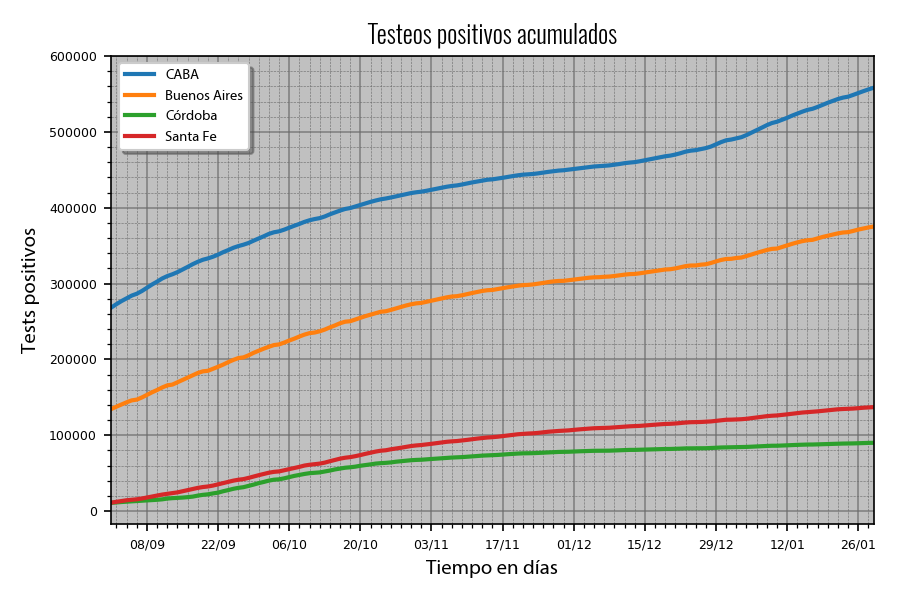 Testeos positivos acumulados
600000
500000
400000
300000
200000
100000
0
Tests positivos
CABA
Buenos Aires
Córdoba
Santa Fe
08/09 22/09 06/10 20/10 03/11 17/11 01/12 15/12 29/12 12/01 26/01
Tiempo en días